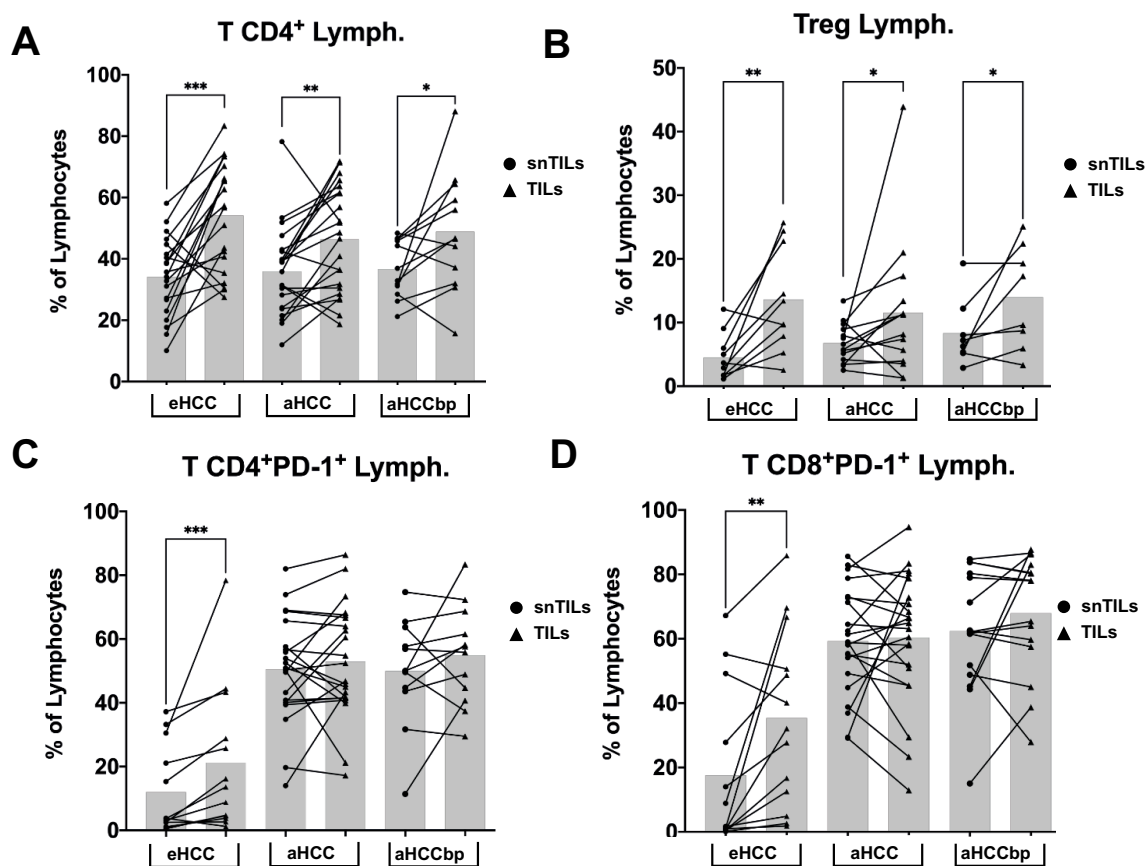 A
T CD4+ Lymph.
% of Lymphocytes
100
80
60
40
20
0
***
**
*
eHCC
aHCC
aHCCbp
snTILs
TILs
B
Treg Lymph.
% of Lymphocytes
50
40
30
20
10
0
**
*
*
eHCC
aHCC
aHCCbp
snTILs
TILs
C
T CD4+PD-1+ Lymph.
% of Lymphocytes
100
80
60
40
20
0
***
eHCC
aHCC
aHCCbp
snTILs
TILs
D
T CD8+PD-1+ Lymph.
% of Lymphocytes
100
80
60
40
20
0
**
eHCC
aHCC
aHCCbp
snTILs
TILs